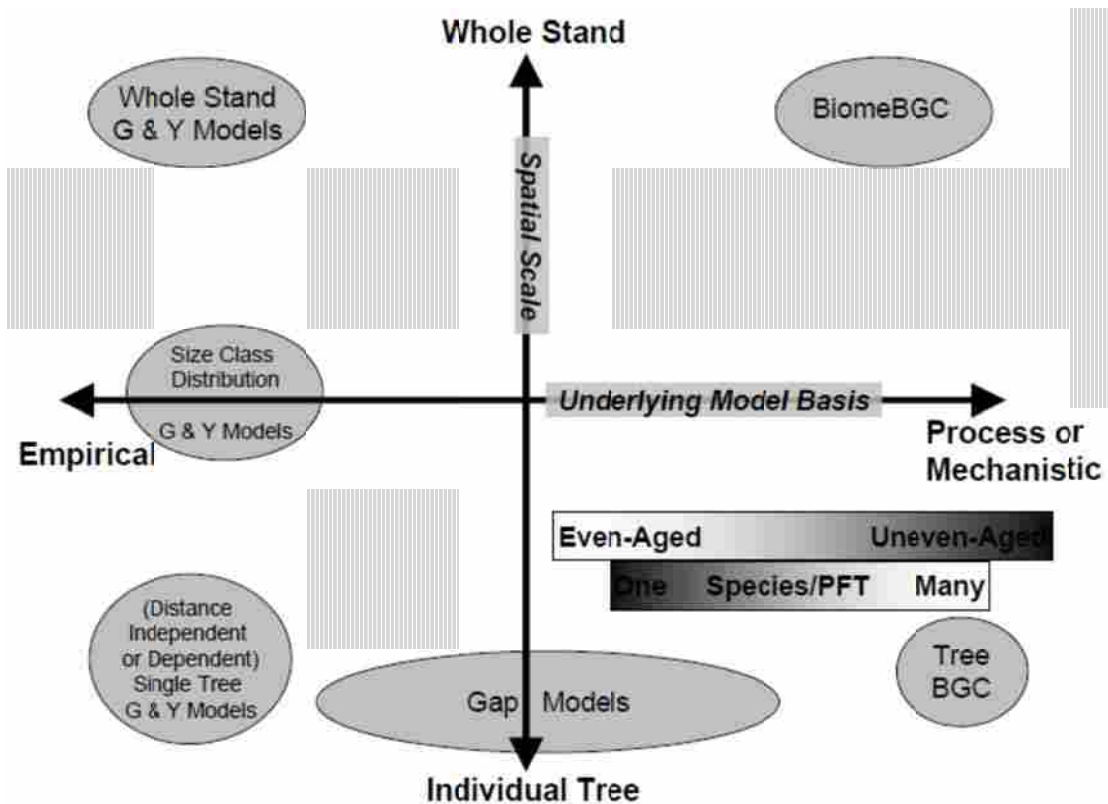 Whole Stand
Whole Stand
G & Y Models
BiomeBGC
Spatial Scale
Size Class
Distribution
G & Y Models
Underlying Model Basis
Empirical
Process or
Mechanistic
Even-Aged Uneven-Aged
One Species/PFT Many
(Distance
Independent
or Dependent)
Single Tree
G & Y Models
Gap Models
Tree
BGC
Individual Tree